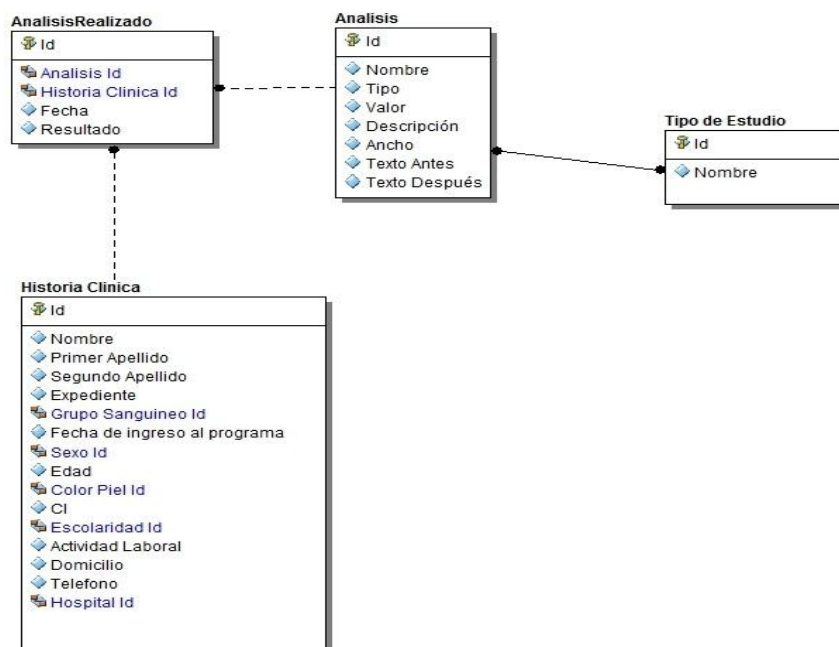 AnalisisRealizado
Id
Analisis Id
Historia Clinica Id
Fecha
Resultado
Analisis
Id
Nombre
Tipo
Valor
Descripción
Ancho
Texto Antes
Texto Después
Tipo de Estudio
Id
Nombre
Historia Clinica
Id
Nombre
Primer Apellido
Segundo Apellido
Expediente
Grupo Sanguineo Id
Fecha de ingreso al programa
Sexo Id
Edad
Color Piel Id
CI
Escolaridad Id
Actividad Laboral
Domicilio
Telefono
Hospital Id